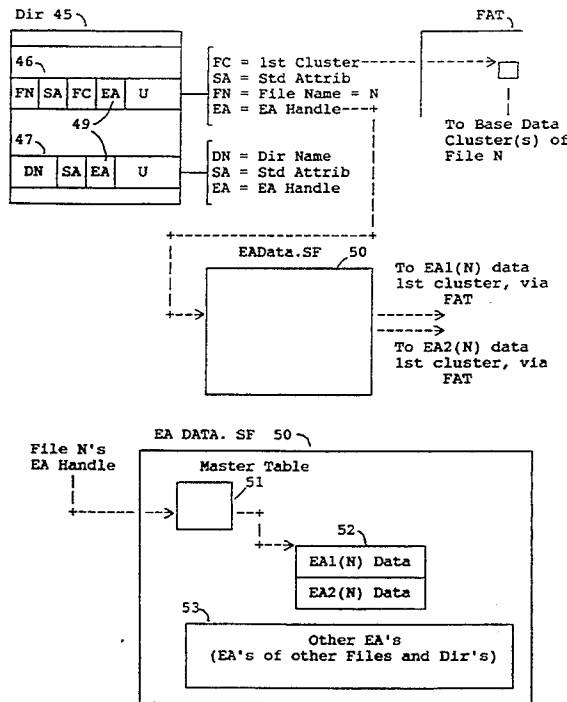 Dir 45
FAT
46
FC = 1st Cluster
SA = Std Attrib
FN = File Name = N
EA = EA Handle
FN SA FC EA U
49
47
DN SA EA U
DN = Dir Name
SA = Std Attrib
EA = EA Handle
To Base Data
Cluster(s) of
File N
EAData.SF 50
To EA1(N) data
1st cluster, via
FAT
To EA2(N) data
1st cluster, via
FAT
EA DATA. SF 50
File N's
EA Handle
Master Table
51
52
EA1(N) Data
EA2(N) Data
53
Other EA's
(EA's of other Files and Dir's)